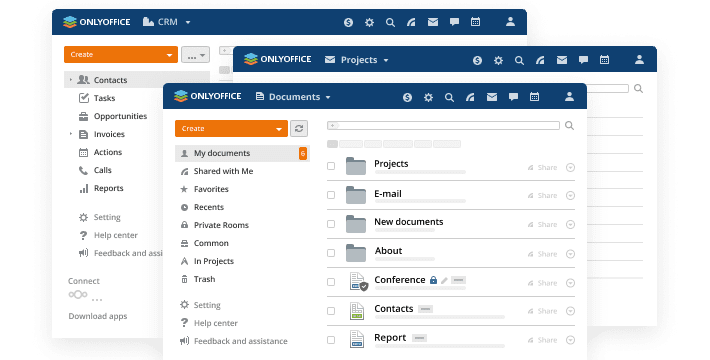 ONLYOFFICE
CRM
Create
...
Contacts
Tasks
Opportunities
Invoices
Actions
Calls
Reports
Setting
Help center
Feedback and assi
Connect
...
Download apps
ONLYOFFICE
Projects
ONLYOFFICE
Documents
Create
My documents
6
Shared with Me
Favorites
Recents
Private Rooms
Common
In Projects
Trash
Setting
Help center
Feedback and assistance
Projects
Share
E-mail
Share
New documents
Share
About
Share
Conference
Share
Contacts
Share
Report
Share